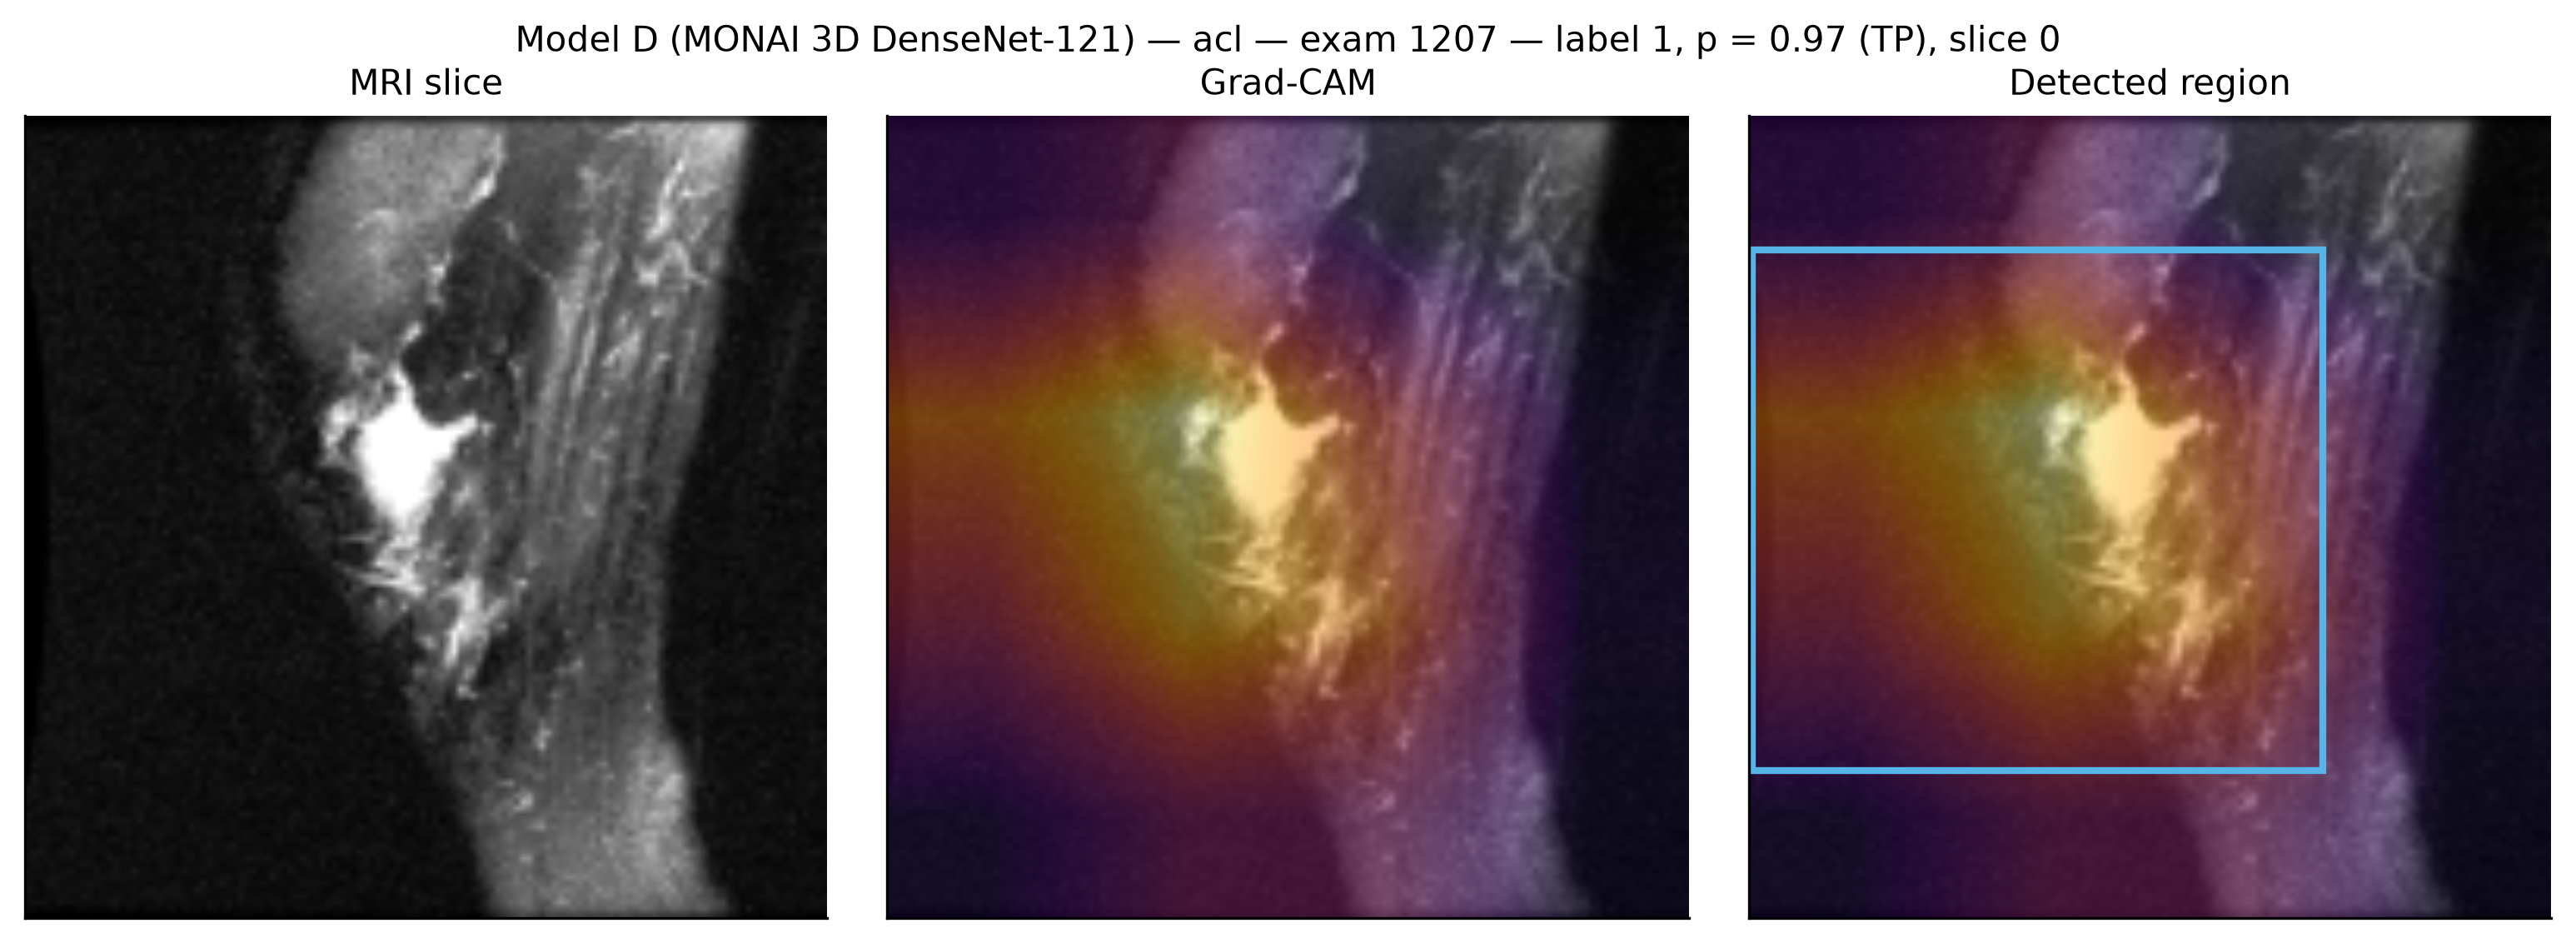 Model D (MONAI 3D DenseNet-121) — acl — exam 1207 — label 1, p = 0.97 (TP), slice 0
MRI slice
Grad-CAM
Detected region